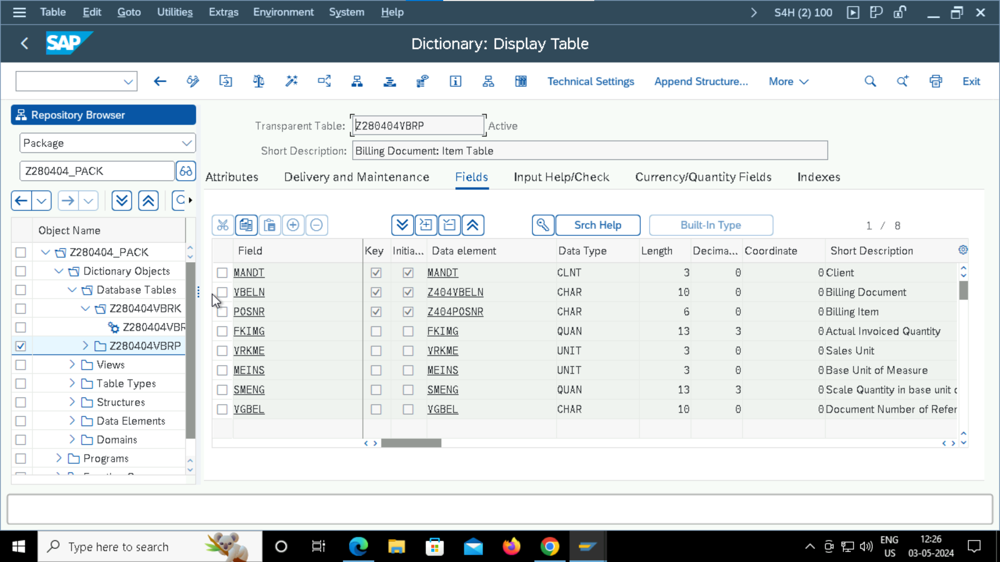 Table Edit Goto Utilities Extras Environment System Help S4H (2) 100
SAP Dictionary: Display Table
Technical Settings Append Structure... More Exit
Repository Browser
Package
Z280404_PACK
Object Name
Z280404_PACK
Dictionary Objects
Database Tables
Z280404VBRK
Z280404VBR
Z280404VBRP
Views
Table Types
Structures
Data Elements
Domains
Programs
Transparent Table: Z280404VBRP Active
Short Description: Billing Document: Item Table
Attributes Delivery and Maintenance Fields Input Help/Check Currency/Quantity Fields Indexes
Srch Help Built-In Type 1 / 8
Field Key Initia... Data element Data Type Length Decima... Coordinate Short Description
MANDT MANDT CLNT 3 0 0 Client
VBELN Z404VBELN CHAR 10 0 0 Billing Document
POSNR Z404POSNR CHAR 6 0 0 Billing Item
FKIMG FKIMG QUAN 13 3 0 Actual Invoiced Quantity
VRKME VRKME UNIT 3 0 0 Sales Unit
MEINS MEINS UNIT 3 0 0 Base Unit of Measure
SMENG SMENG QUAN 13 3 0 Scale Quantity in base unit
VGBEL VGBEL CHAR 10 0 0 Document Number of Refer
Type here to search
ENG
US
12:26
03-05-2024